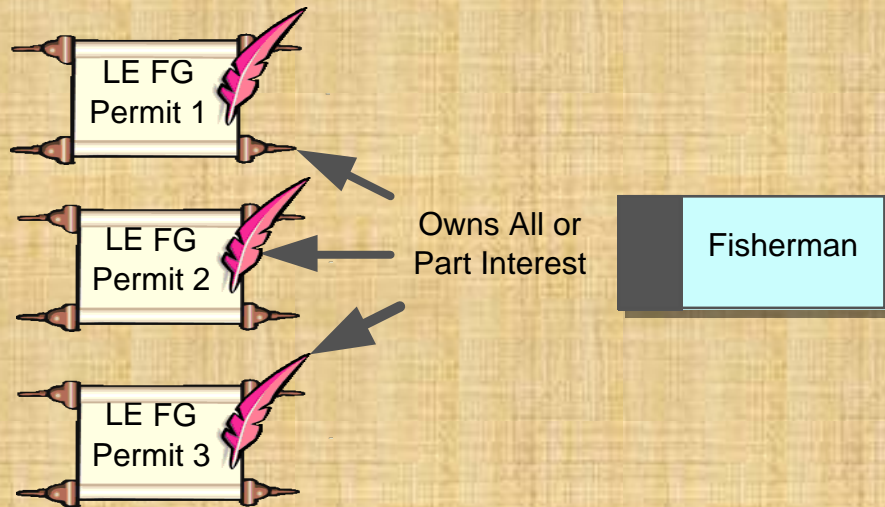 LE FG
Permit 1
LE FG
Permit 2
LE FG
Permit 3
Owns All or
Part Interest
Fisherman